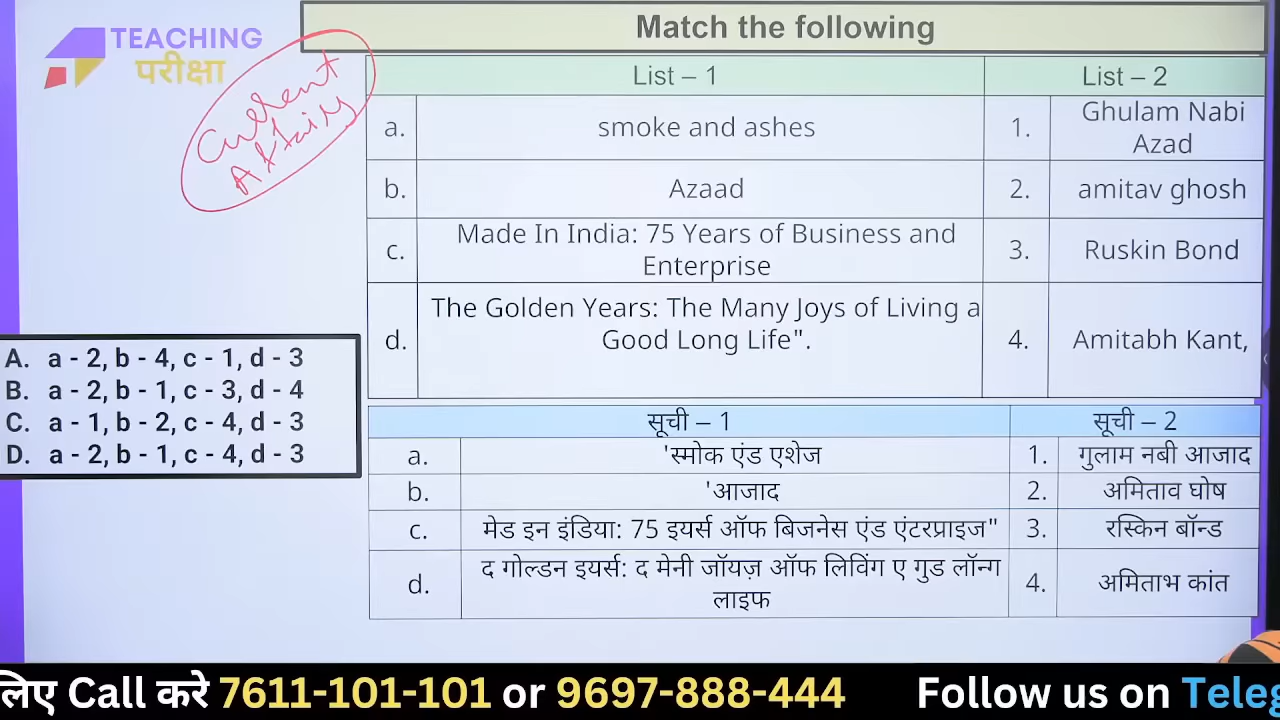 TEACHING
परीक्षा
Match the following
Current
Affairs
List – 1
List – 2
a.
smoke and ashes
1.
Ghulam Nabi
Azad
b.
Azaad
2.
amitav ghosh
c.
Made In India: 75 Years of Business and
Enterprise
3.
Ruskin Bond
d.
The Golden Years: The Many Joys of Living a
Good Long Life".
4.
Amitabh Kant,
A. a - 2, b - 4, c - 1, d - 3
B. a - 2, b - 1, c - 3, d - 4
C. a - 1, b - 2, c - 4, d - 3
D. a - 2, b - 1, c - 4, d - 3
सूची – 1
सूची – 2
a.
'स्मोक एंड एशेज
1.
गुलाम नबी आजाद
b.
'आजाद
2.
अमिताव घोष
c.
मेड इन इंडिया: 75 इयर्स ऑफ बिजनेस एंड एंटरप्राइज"
3.
रस्किन बॉन्ड
d.
द गोल्डन इयर्स: द मेनी जॉयज़ ऑफ लिविंग ए गुड लॉन्ग
लाइफ
4.
अमिताभ कांत
लिए Call करे 7611-101-101 or 9697-888-444 Follow us on Teleg